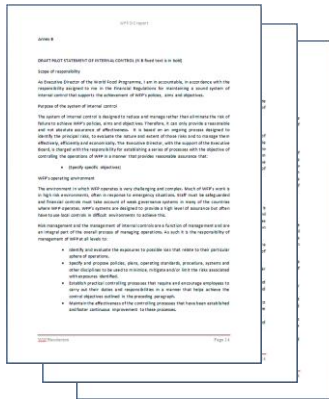 Annex B
DRAFT PILOT STATEMENT OF INTERNAL CONTROL (N B fixed text is in bold)
Scope of responsibility
As Executive Director of the World Food Programme, I am in accountable, in accordance with the
responsibility assigned to me in the Financial Regulations for maintaining a sound system of
internal control that supports the achievement of WFP's policies, aims and objectives.
Purpose of the system of internal control
The system of internal control is designed to reduce and manage rather than eliminate the risk of
failure to achieve WFP's policies, aims and objectives. Therefore, it can only provide a reasonable
and not absolute assurance of effectiveness. It is based on an ongoing process designed to
identify the principal risks, to evaluate the nature and extent of those risks and to manage them
effectively, efficiently and economically. The Executive Director, with the support of the Executive
Board, is charged with the responsibility for establishing a series of processes with the objective of
controlling the operations of WFP in a manner that provides reasonable assurance that:
• (Specify specific objectives)
WFP's operating environment
The environment in which WFP operates is very challenging and complex. Much of WFP's work is
in high risk environments, often in response to emergency situations. Staff must be safeguarded
and financial controls must take account of weak governance systems in many of the countries
where WFP operates. WFP's systems are designed to provide a high level of assurance but often
have to use local controls in difficult environments to achieve this.
Risk management and the management of internal controls are a function of management and are
an integral part of the overall process of managing operations. As such it is the responsibility of
management of WFP at all levels to:
• Identify and evaluate the exposures to possible risk that relate to their particular
sphere of operations.
• Specify and propose policies, plans, operating standards, procedure, systems and
other disciplines to be used to minimize, mitigate and/or limit the risks associated
with exposures identified.
• Establish practical controlling processes that require and encourage employees to
carry out their duties and responsibilities in a manner that helps achieve the
control objectives outlined in the preceding paragraph.
• Maintain the effectiveness of the controlling processes that have been established
and foster continuous improvement to these processes.
Page 14